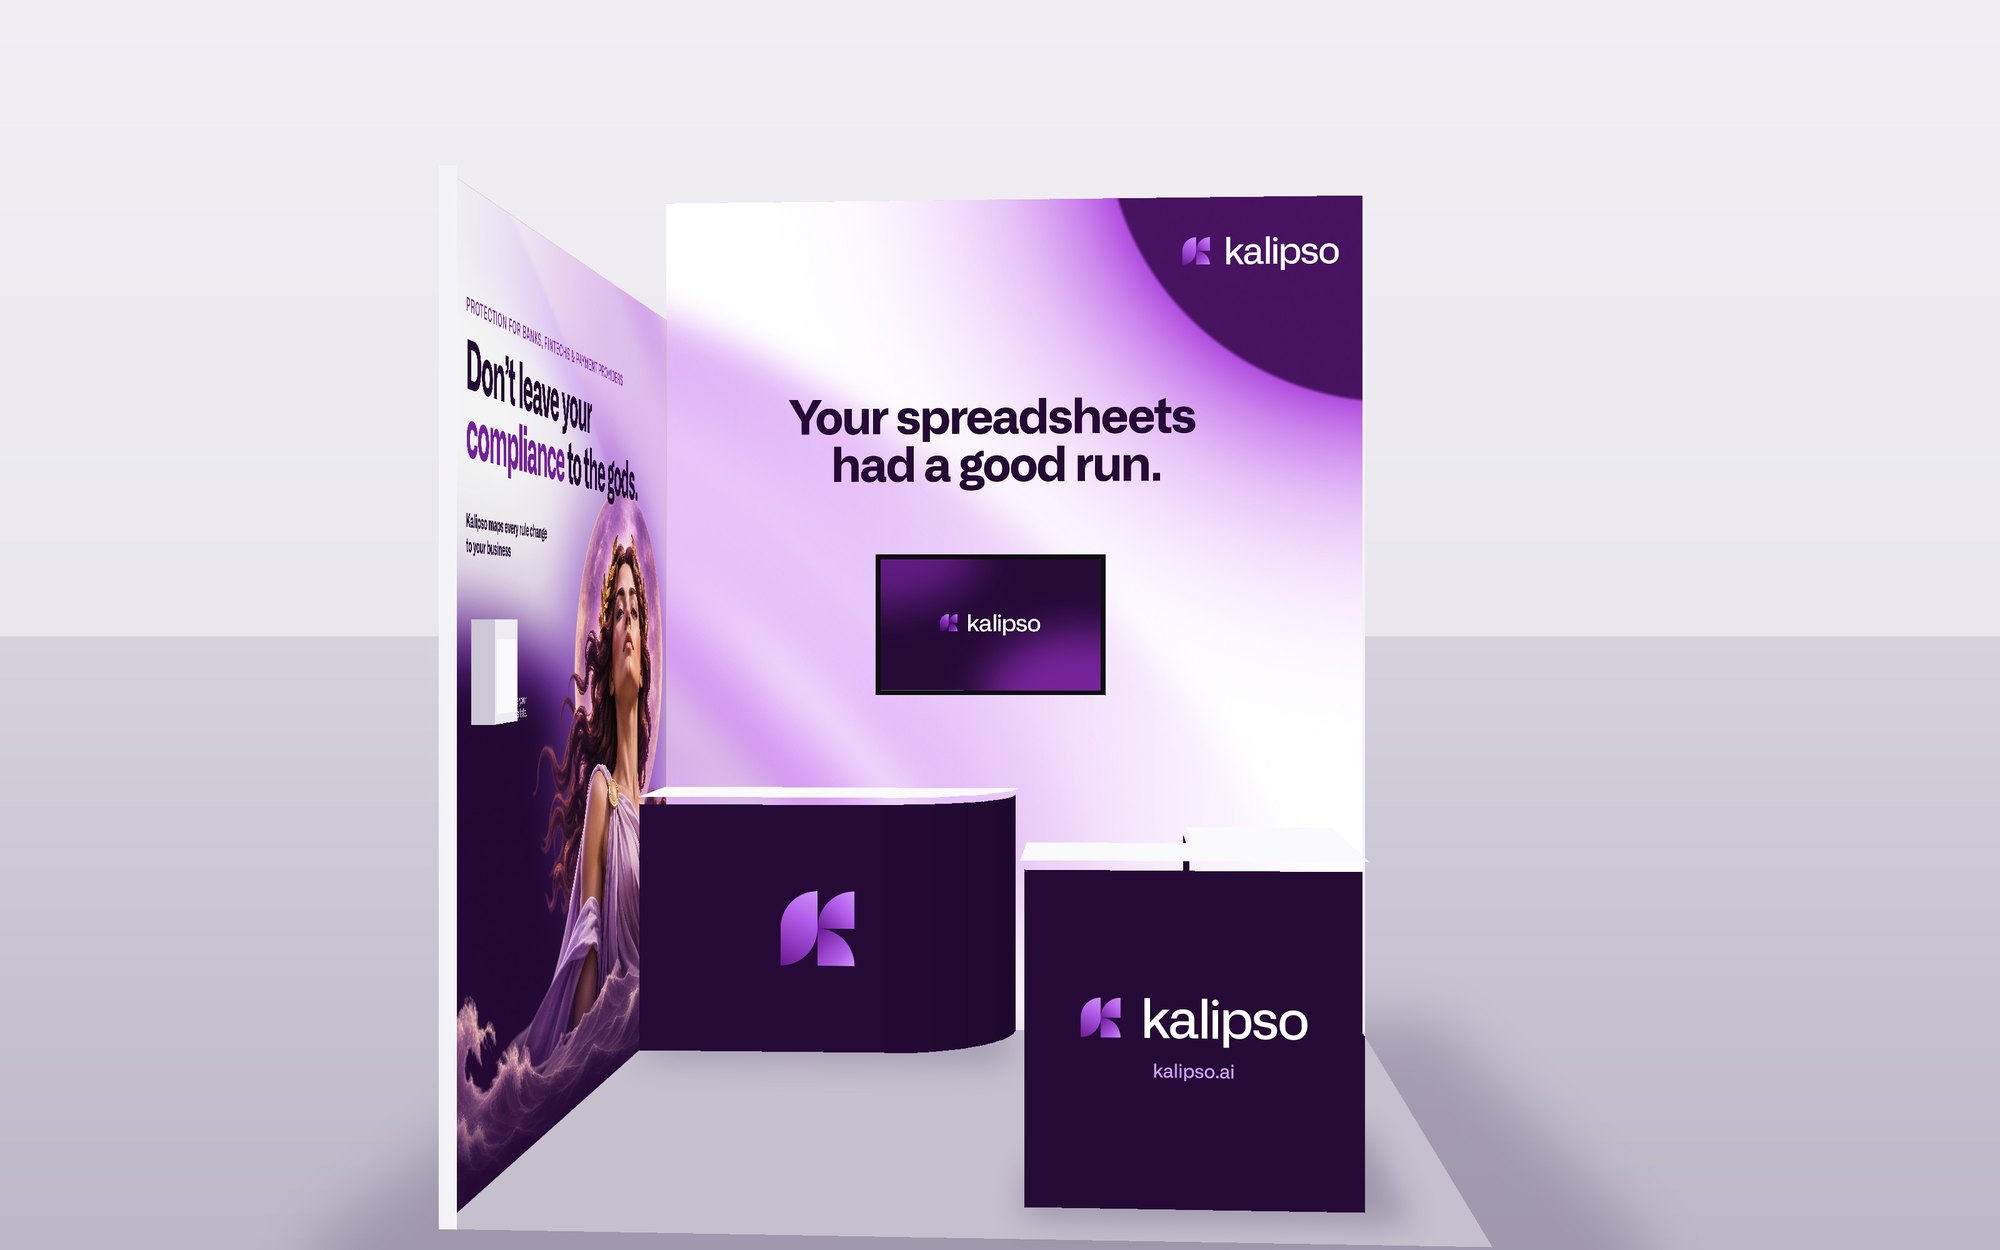 PROTECTION FOR BANKS, FINTECHS & PAYMENT PROVIDERS
Don't leave your
compliance to the gods.
Kalipso maps every rule change
to your business
kalipso
Your spreadsheets
had a good run.
kalipso
kalipso
kalipso.ai